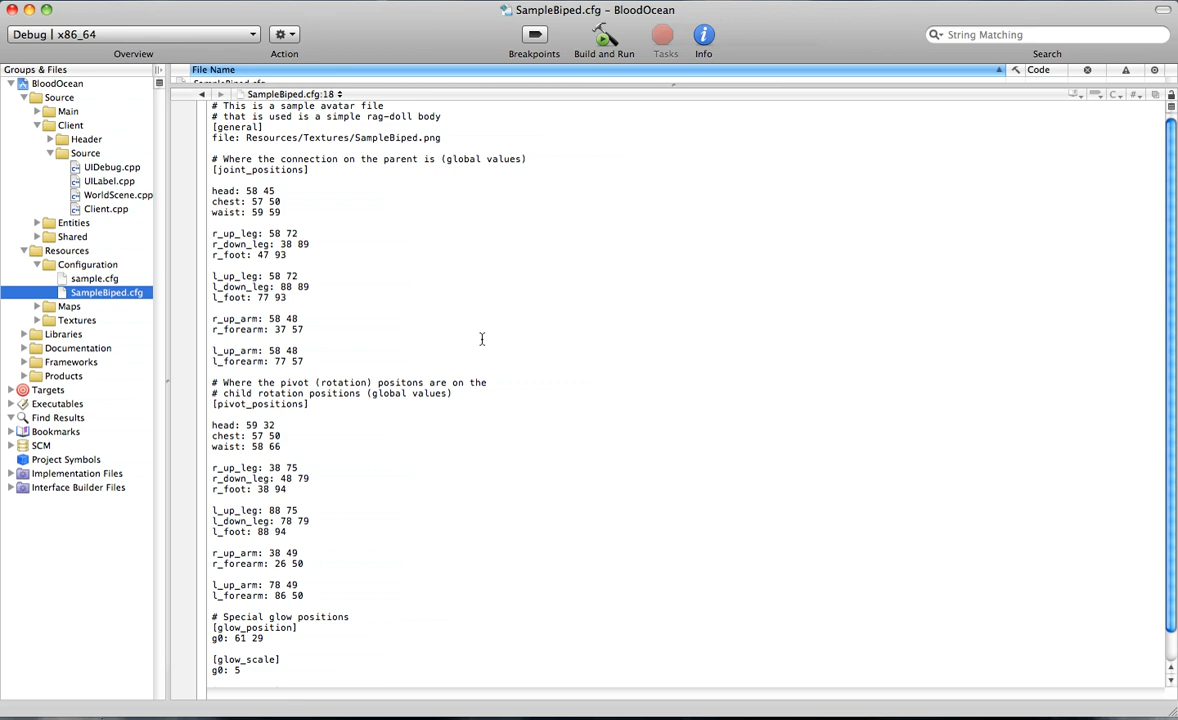 SampleBiped.cfg – BloodOcean
Debug | x86_64
String Matching
Overview
Action
Breakpoints
Build and Run
Tasks
Info
Search
Groups & Files
File Name
Code
BloodOcean
Source
Main
Client
Header
Source
UIDebug.cpp
UILabel.cpp
WorldScene.cpp
Client.cpp
Entities
Shared
Resources
Configuration
sample.cfg
SampleBiped.cfg
Maps
Textures
Libraries
Documentation
Frameworks
Products
Targets
Executables
Find Results
Bookmarks
SCM
Project Symbols
Implementation Files
Interface Builder Files
SampleBiped.cfg
SampleBiped.cfg:18
C
#
# This is a sample avatar file
# that is used is a simple rag-doll body
[general]
file: Resources/Textures/SampleBiped.png
# Where the connection on the parent is (global values)
[joint_positions]
head: 58 45
chest: 57 50
waist: 59 59
r_up_leg: 58 72
r_down_leg: 38 89
r_foot: 47 93
l_up_leg: 58 72
l_down_leg: 88 89
l_foot: 77 93
r_up_arm: 58 48
r_forearm: 37 57
l_up_arm: 58 48
l_forearm: 77 57
# Where the pivot (rotation) positons are on the
# child rotation positions (global values)
[pivot_positions]
head: 59 32
chest: 57 50
waist: 58 66
r_up_leg: 38 75
r_down_leg: 48 79
r_foot: 38 94
l_up_leg: 88 75
l_down_leg: 78 79
l_foot: 88 94
r_up_arm: 38 49
r_forearm: 26 50
l_up_arm: 78 49
l_forearm: 86 50
# Special glow positions
[glow_position]
g0: 61 29
[glow_scale]
g0: 5